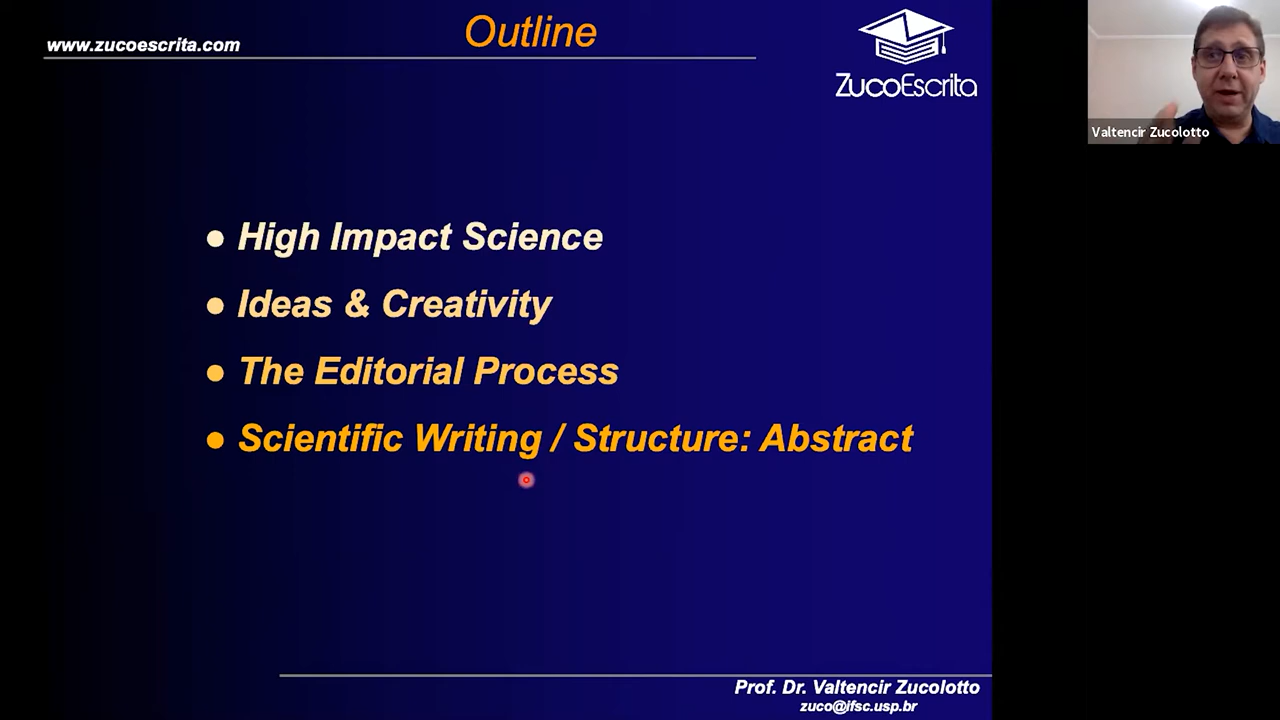 www.zucoescrita.com
Outline
ZucoEscrita
Valtencir Zucolotto
• High Impact Science
• Ideas & Creativity
• The Editorial Process
• Scientific Writing / Structure: Abstract
Prof. Dr. Valtencir Zucolotto
zuco@ifsc.usp.br